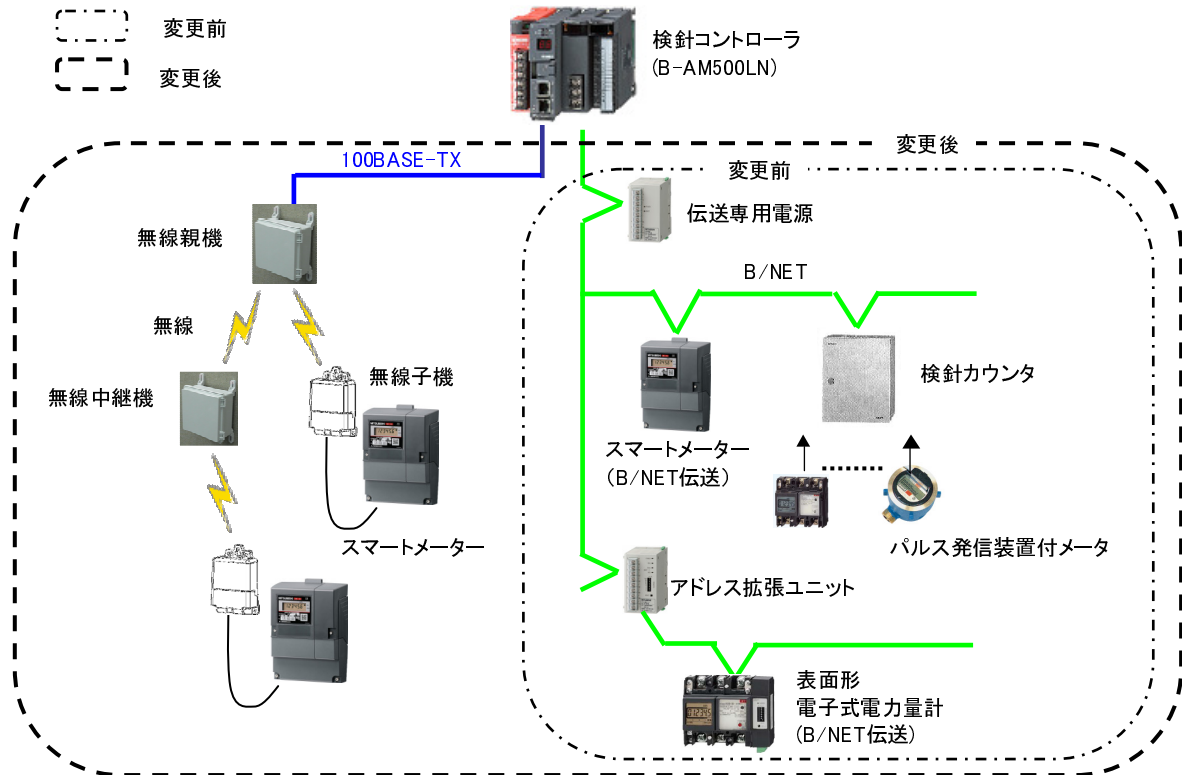 変更前
変更後
検針コントローラ
(B-AM500LN)
変更後
100BASE-TX
変更前
伝送専用電源
無線親機
B/NET
無線
無線子機
検針カウンタ
無線中継機
スマートメーター
(B/NET伝送)
スマートメーター
パルス発信装置付メータ
アドレス拡張ユニット
表面形
電子式電力量計
(B/NET伝送)